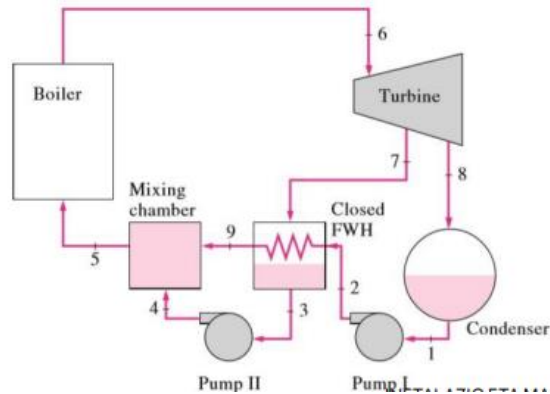 6
Boiler
Turbine
7
8
Mixing
chamber
Closed
FWH
9
5
2
4
3
Condenser
1
Pump II
Pump I